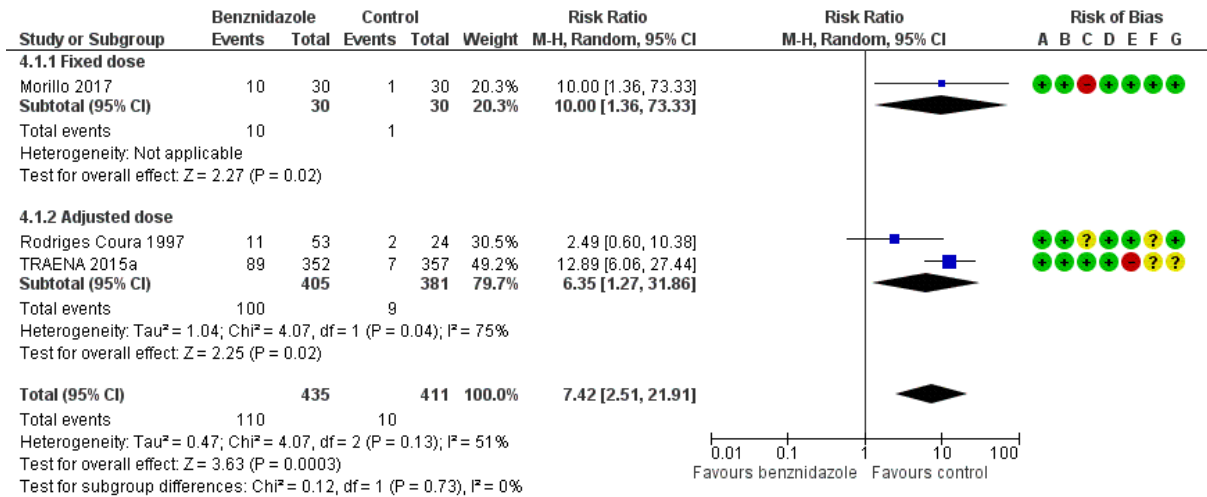 Benznidazole Control Risk Ratio Risk Ratio Risk of Bias
Study or Subgroup Events Total Events Total Weight M-H, Random, 95% CI M-H, Random, 95% CI A B C D E F G
4.1.1 Fixed dose
Morillo 2017 10 30 1 30 20.3% 10.00 [1.36, 73.33] + + - + + + +
Subtotal (95% CI) 30 30 20.3% 10.00 [1.36, 73.33]
Total events 10 1
Heterogeneity: Not applicable
Test for overall effect: Z = 2.27 (P = 0.02)
4.1.2 Adjusted dose
Rodriges Coura 1997 11 53 2 24 30.5% 2.49 [0.60, 10.38] + + ? + + ? +
TRAENA 2015a 89 352 7 357 49.2% 12.89 [6.06, 27.44] + + + + - ? ?
Subtotal (95% CI) 405 381 79.7% 6.35 [1.27, 31.86]
Total events 100 9
Heterogeneity: Tau² = 1.04; Chi² = 4.07, df = 1 (P = 0.04); I² = 75%
Test for overall effect: Z = 2.25 (P = 0.02)
Total (95% CI) 435 411 100.0% 7.42 [2.51, 21.91]
Total events 110 10
Heterogeneity: Tau² = 0.47; Chi² = 4.07, df = 2 (P = 0.13); I² = 51%
Test for overall effect: Z = 3.63 (P = 0.0003)
Test for subgroup differences: Chi² = 0.12, df = 1 (P = 0.73), I² = 0%
0.01 0.1 1 10 100
Favours benznidazole Favours control